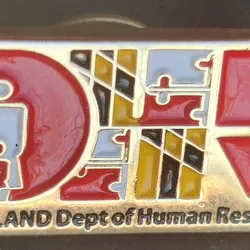 LAND Dept of Human Res